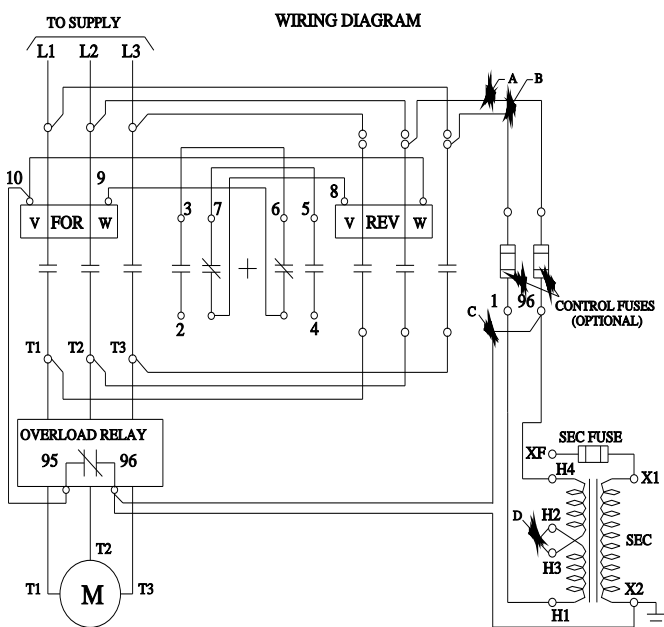 WIRING DIAGRAM
TO SUPPLY
L1 L2 L3
A B
10 9 3 7 6 5 8
V FOR W V REV W
2 4 1 96
CONTROL FUSES
(OPTIONAL)
C
T1 T2 T3
OVERLOAD RELAY
95 96
SEC FUSE
XF X1
H4
D H2
SEC
H3
X2
H1
T2
T1 M T3